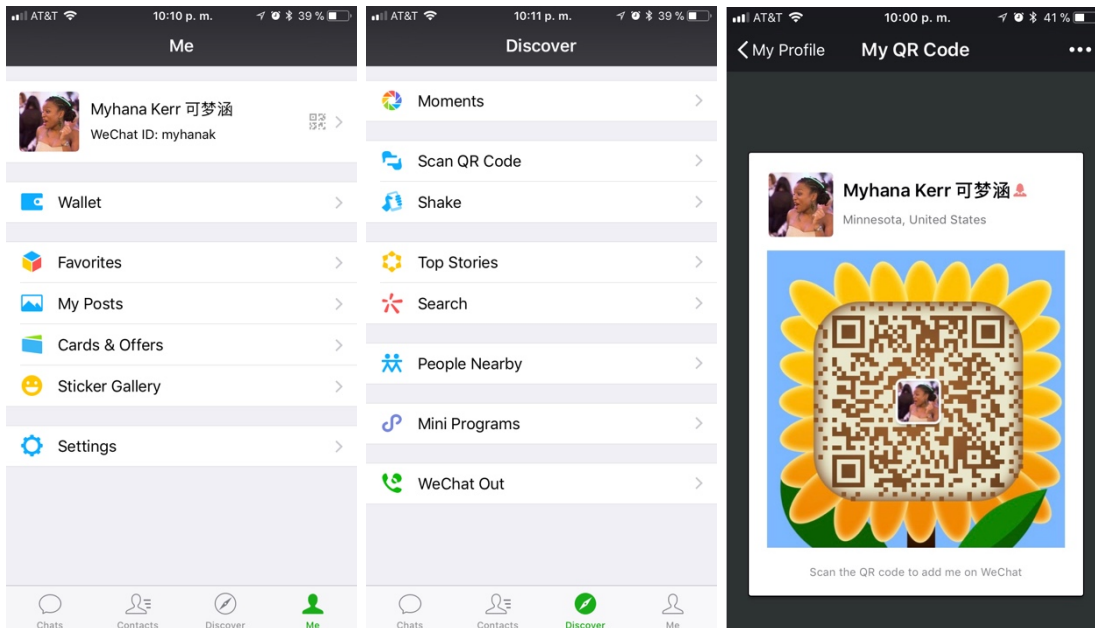 AT&T 10:10 p. m. 39 %
Me
Myhana Kerr 可梦涵
WeChat ID: myhanak
Wallet
Favorites
My Posts
Cards & Offers
Sticker Gallery
Settings
Chats Contacts Discover Me
AT&T 10:11 p. m. 39 %
Discover
Moments
Scan QR Code
Shake
Top Stories
Search
People Nearby
Mini Programs
WeChat Out
Chats Contacts Discover Me
AT&T 10:00 p. m. 41 %
My Profile My QR Code
Myhana Kerr 可梦涵
Minnesota, United States
Scan the QR code to add me on WeChat